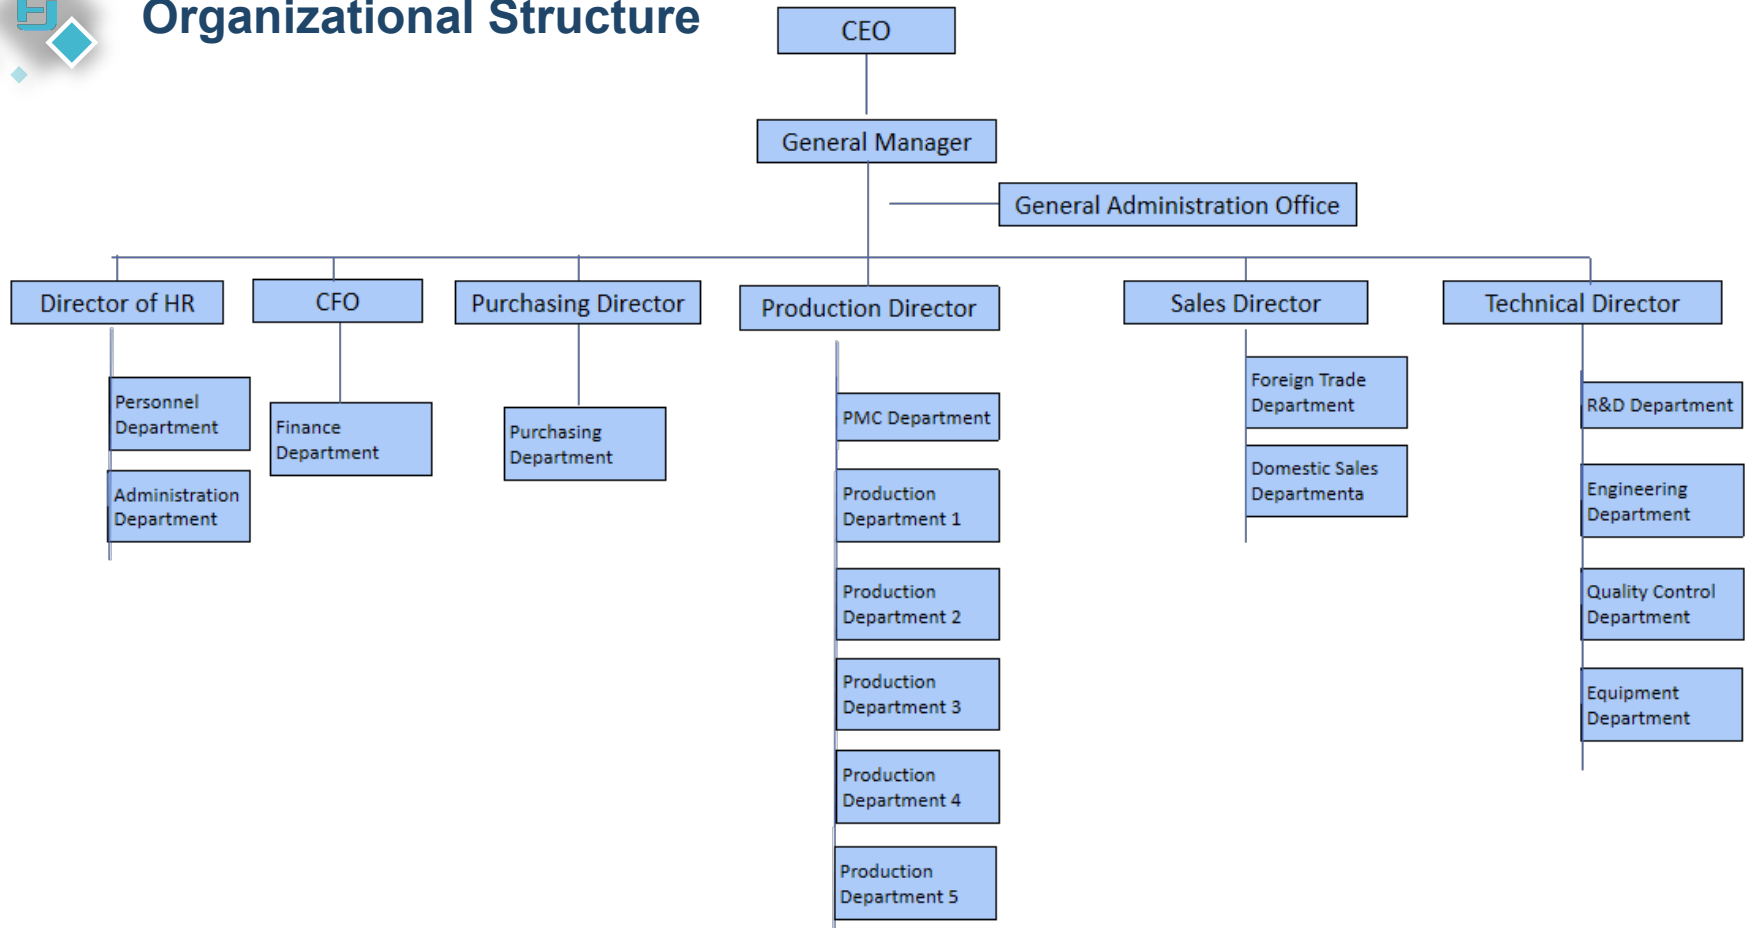 Organizational Structure
CEO
General Manager
General Administration Office
Director of HR
CFO
Purchasing Director
Production Director
Sales Director
Technical Director
Personnel
Department
Administration
Department
Finance
Department
Purchasing
Department
PMC Department
Production
Department 1
Production
Department 2
Production
Department 3
Production
Department 4
Production
Department 5
Foreign Trade
Department
Domestic Sales
Departmenta
R&D Department
Engineering
Department
Quality Control
Department
Equipment
Department